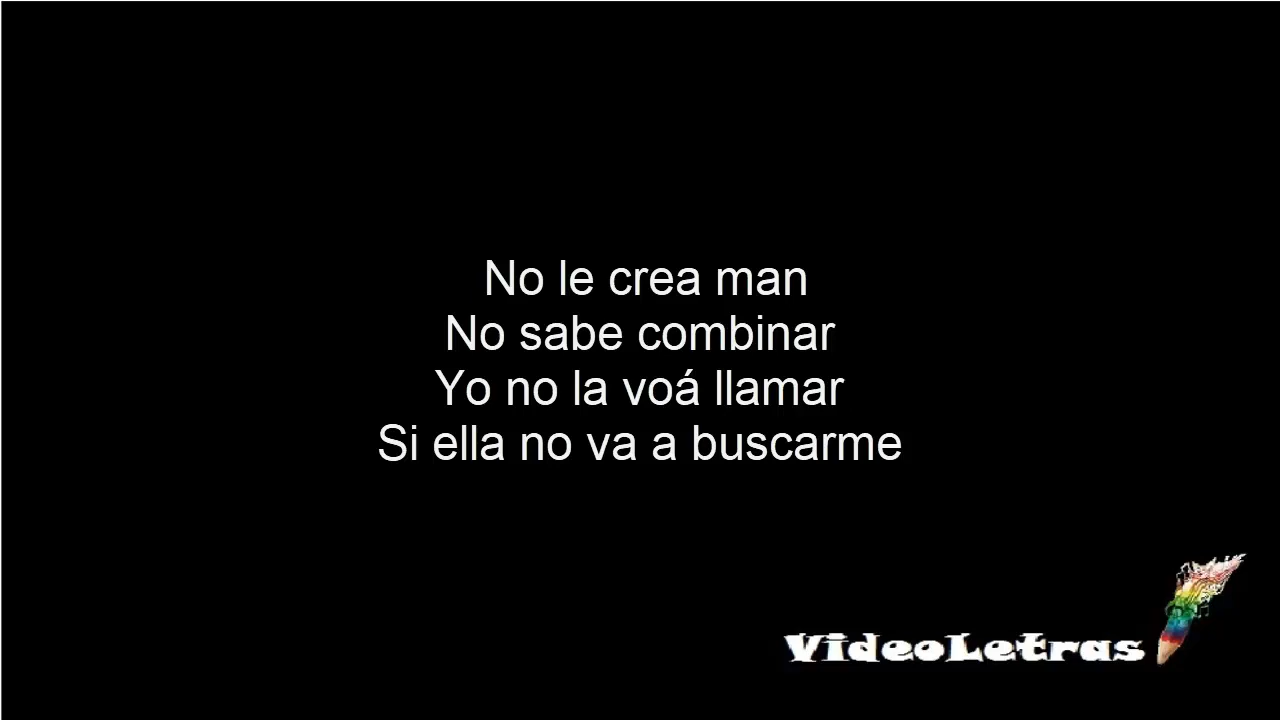 No le crea man
No sabe combinar
Yo no la voá llamar
Si ella no va a buscarme
VideoLetras